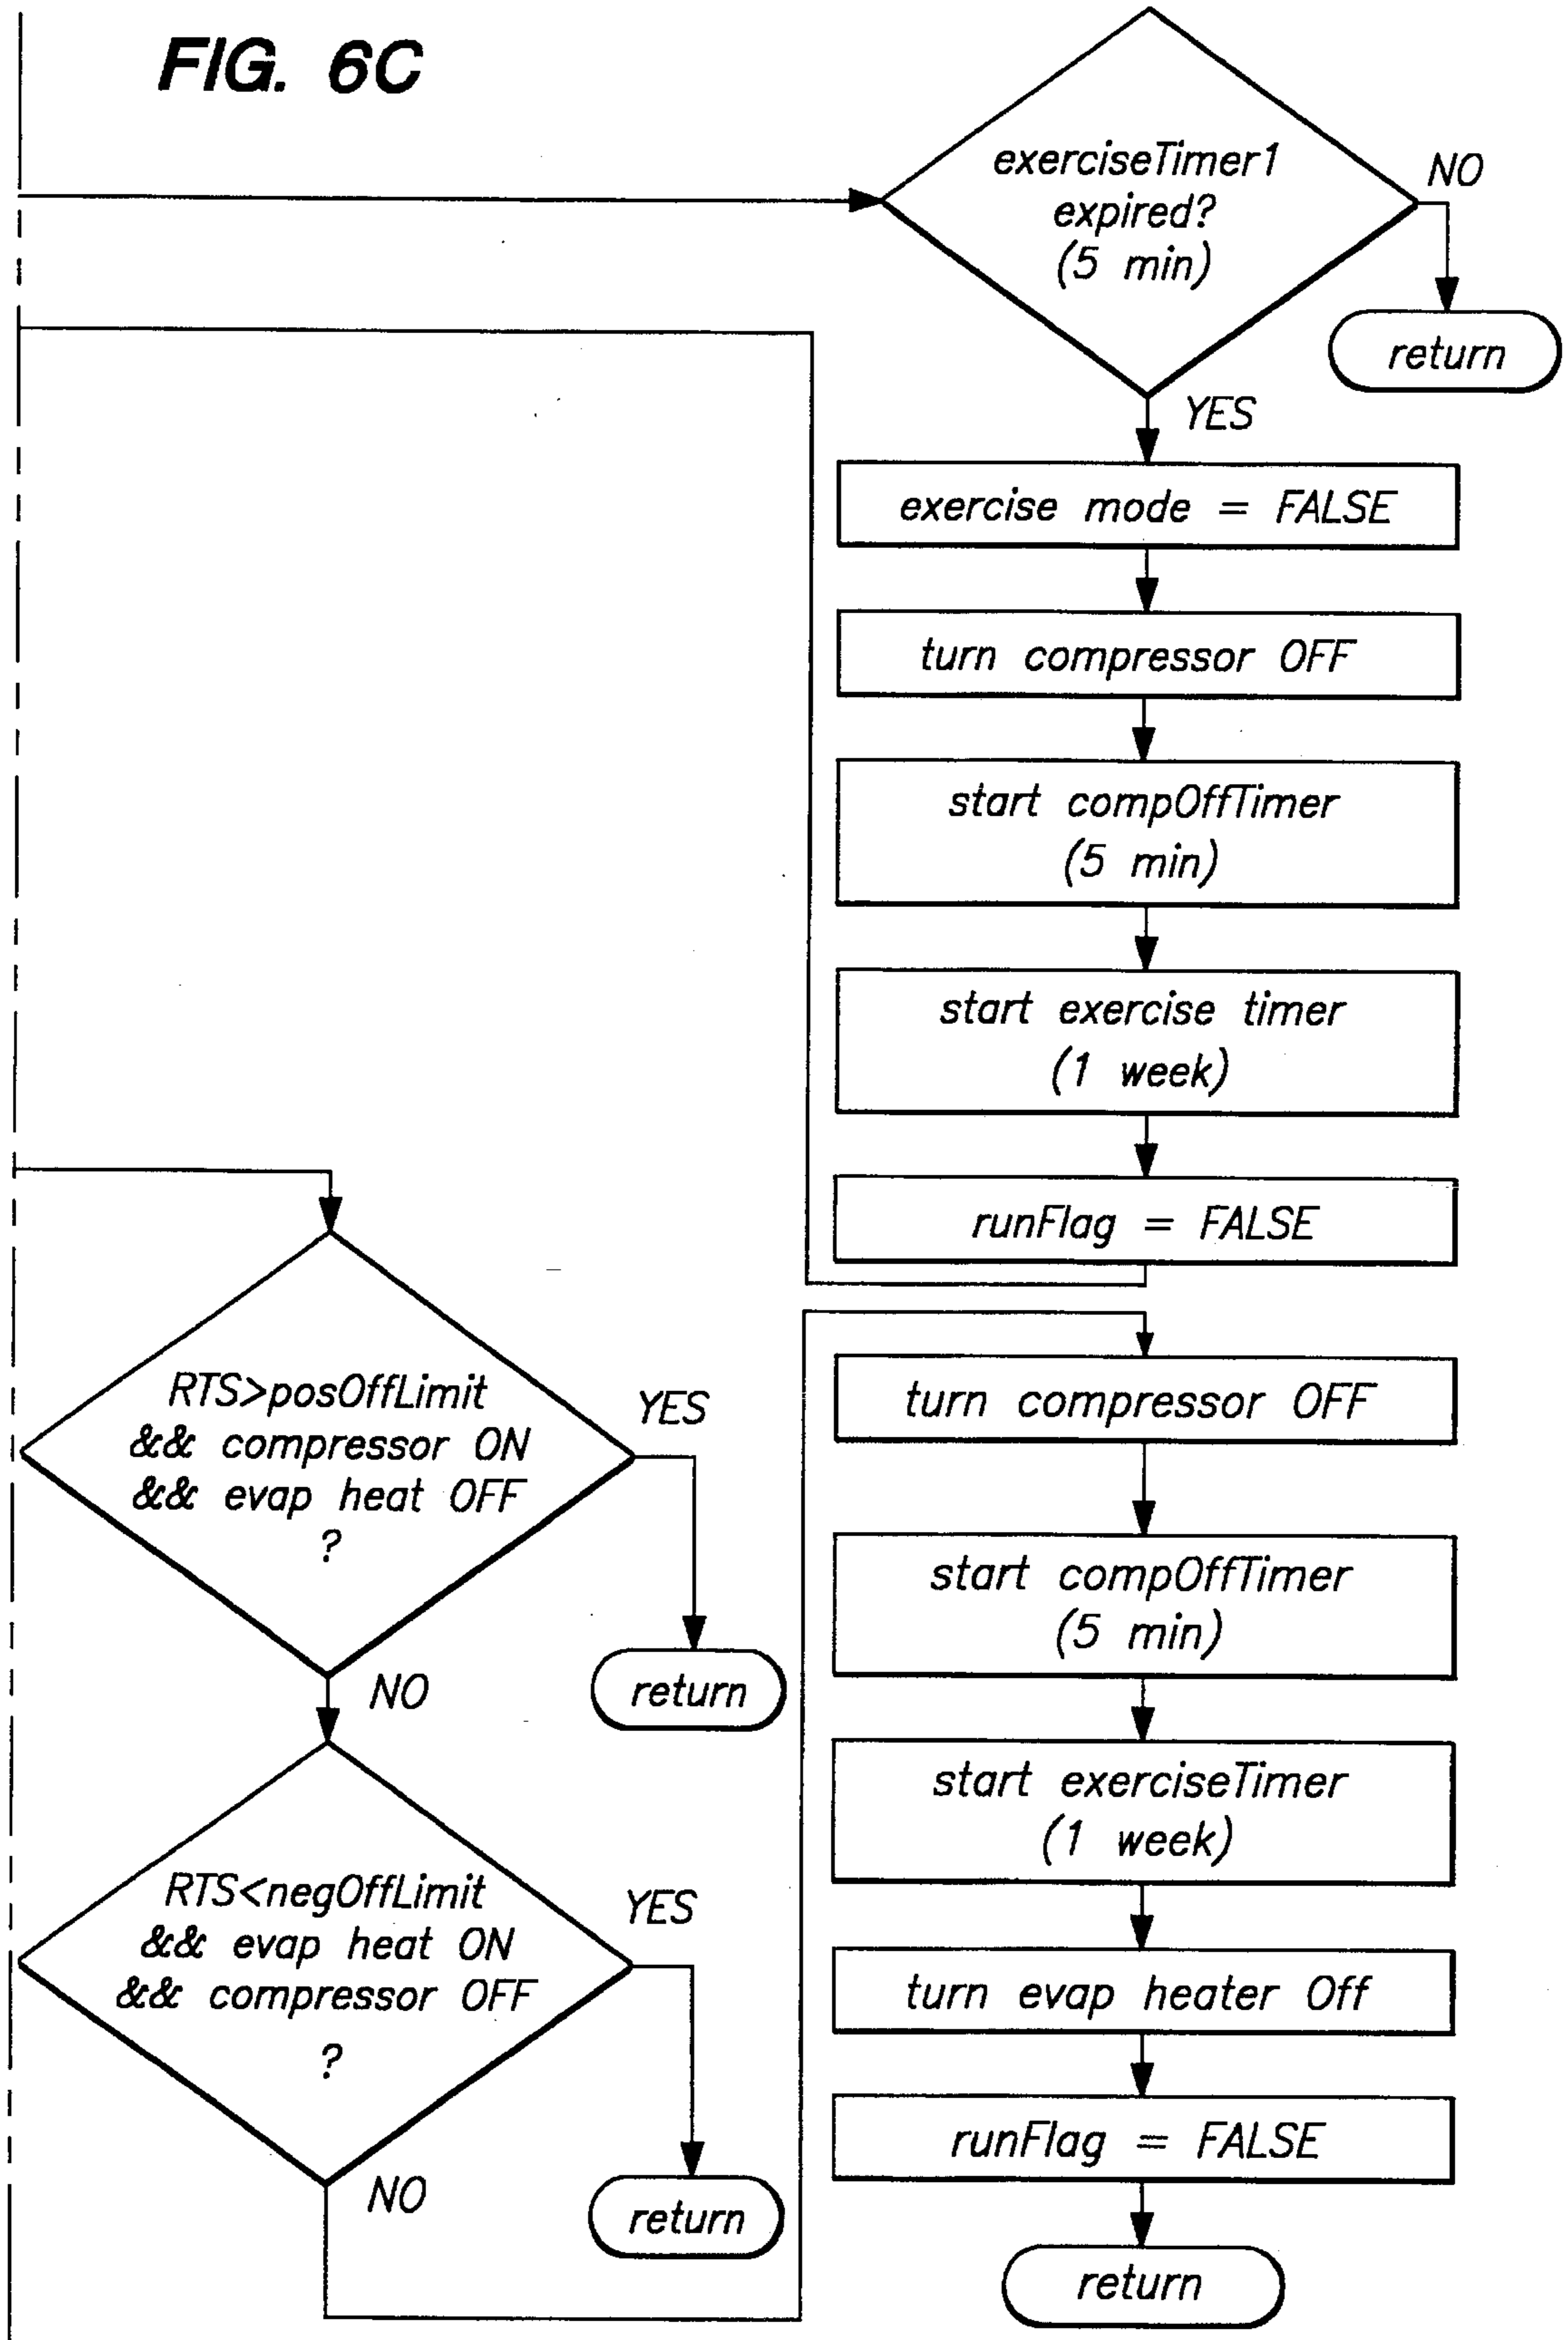 FIG. 6C
exerciseTimer1
expired?
(5 min)
NO
return
YES
exercise mode = FALSE
turn compressor OFF
start compOffTimer
(5 min)
start exercise timer
(1 week)
runFlag = FALSE
RTS>posOffLimit
&& compressor ON
&& evap heat OFF
?
YES
return
NO
RTS<negOffLimit
&& evap heat ON
&& compressor OFF
?
YES
return
NO
turn compressor OFF
start compOffTimer
(5 min)
start exerciseTimer
(1 week)
turn evap heater Off
runFlag = FALSE
return